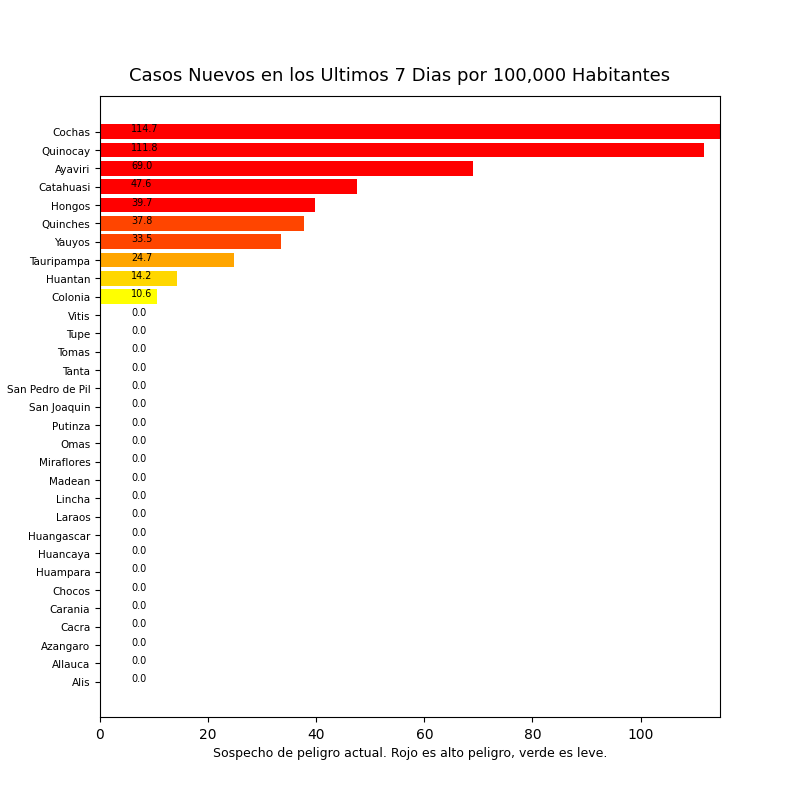 Casos Nuevos en los Ultimos 7 Dias por 100,000 Habitantes
Cochas 114.7
Quinocay 111.8
Ayaviri 69.0
Catahuasi 47.6
Hongos 39.7
Quinches 37.8
Yauyos 33.5
Tauripampa 24.7
Huantan 14.2
Colonia 10.6
Vitis 0.0
Tupe 0.0
Tomas 0.0
Tanta 0.0
San Pedro de Pil 0.0
San Joaquin 0.0
Putinza 0.0
Omas 0.0
Miraflores 0.0
Madean 0.0
Lincha 0.0
Laraos 0.0
Huangascar 0.0
Huancaya 0.0
Huampara 0.0
Chocos 0.0
Carania 0.0
Cacra 0.0
Azangaro 0.0
Allauca 0.0
Alis 0.0
0 20 40 60 80 100
Sospecho de peligro actual. Rojo es alto peligro, verde es leve.